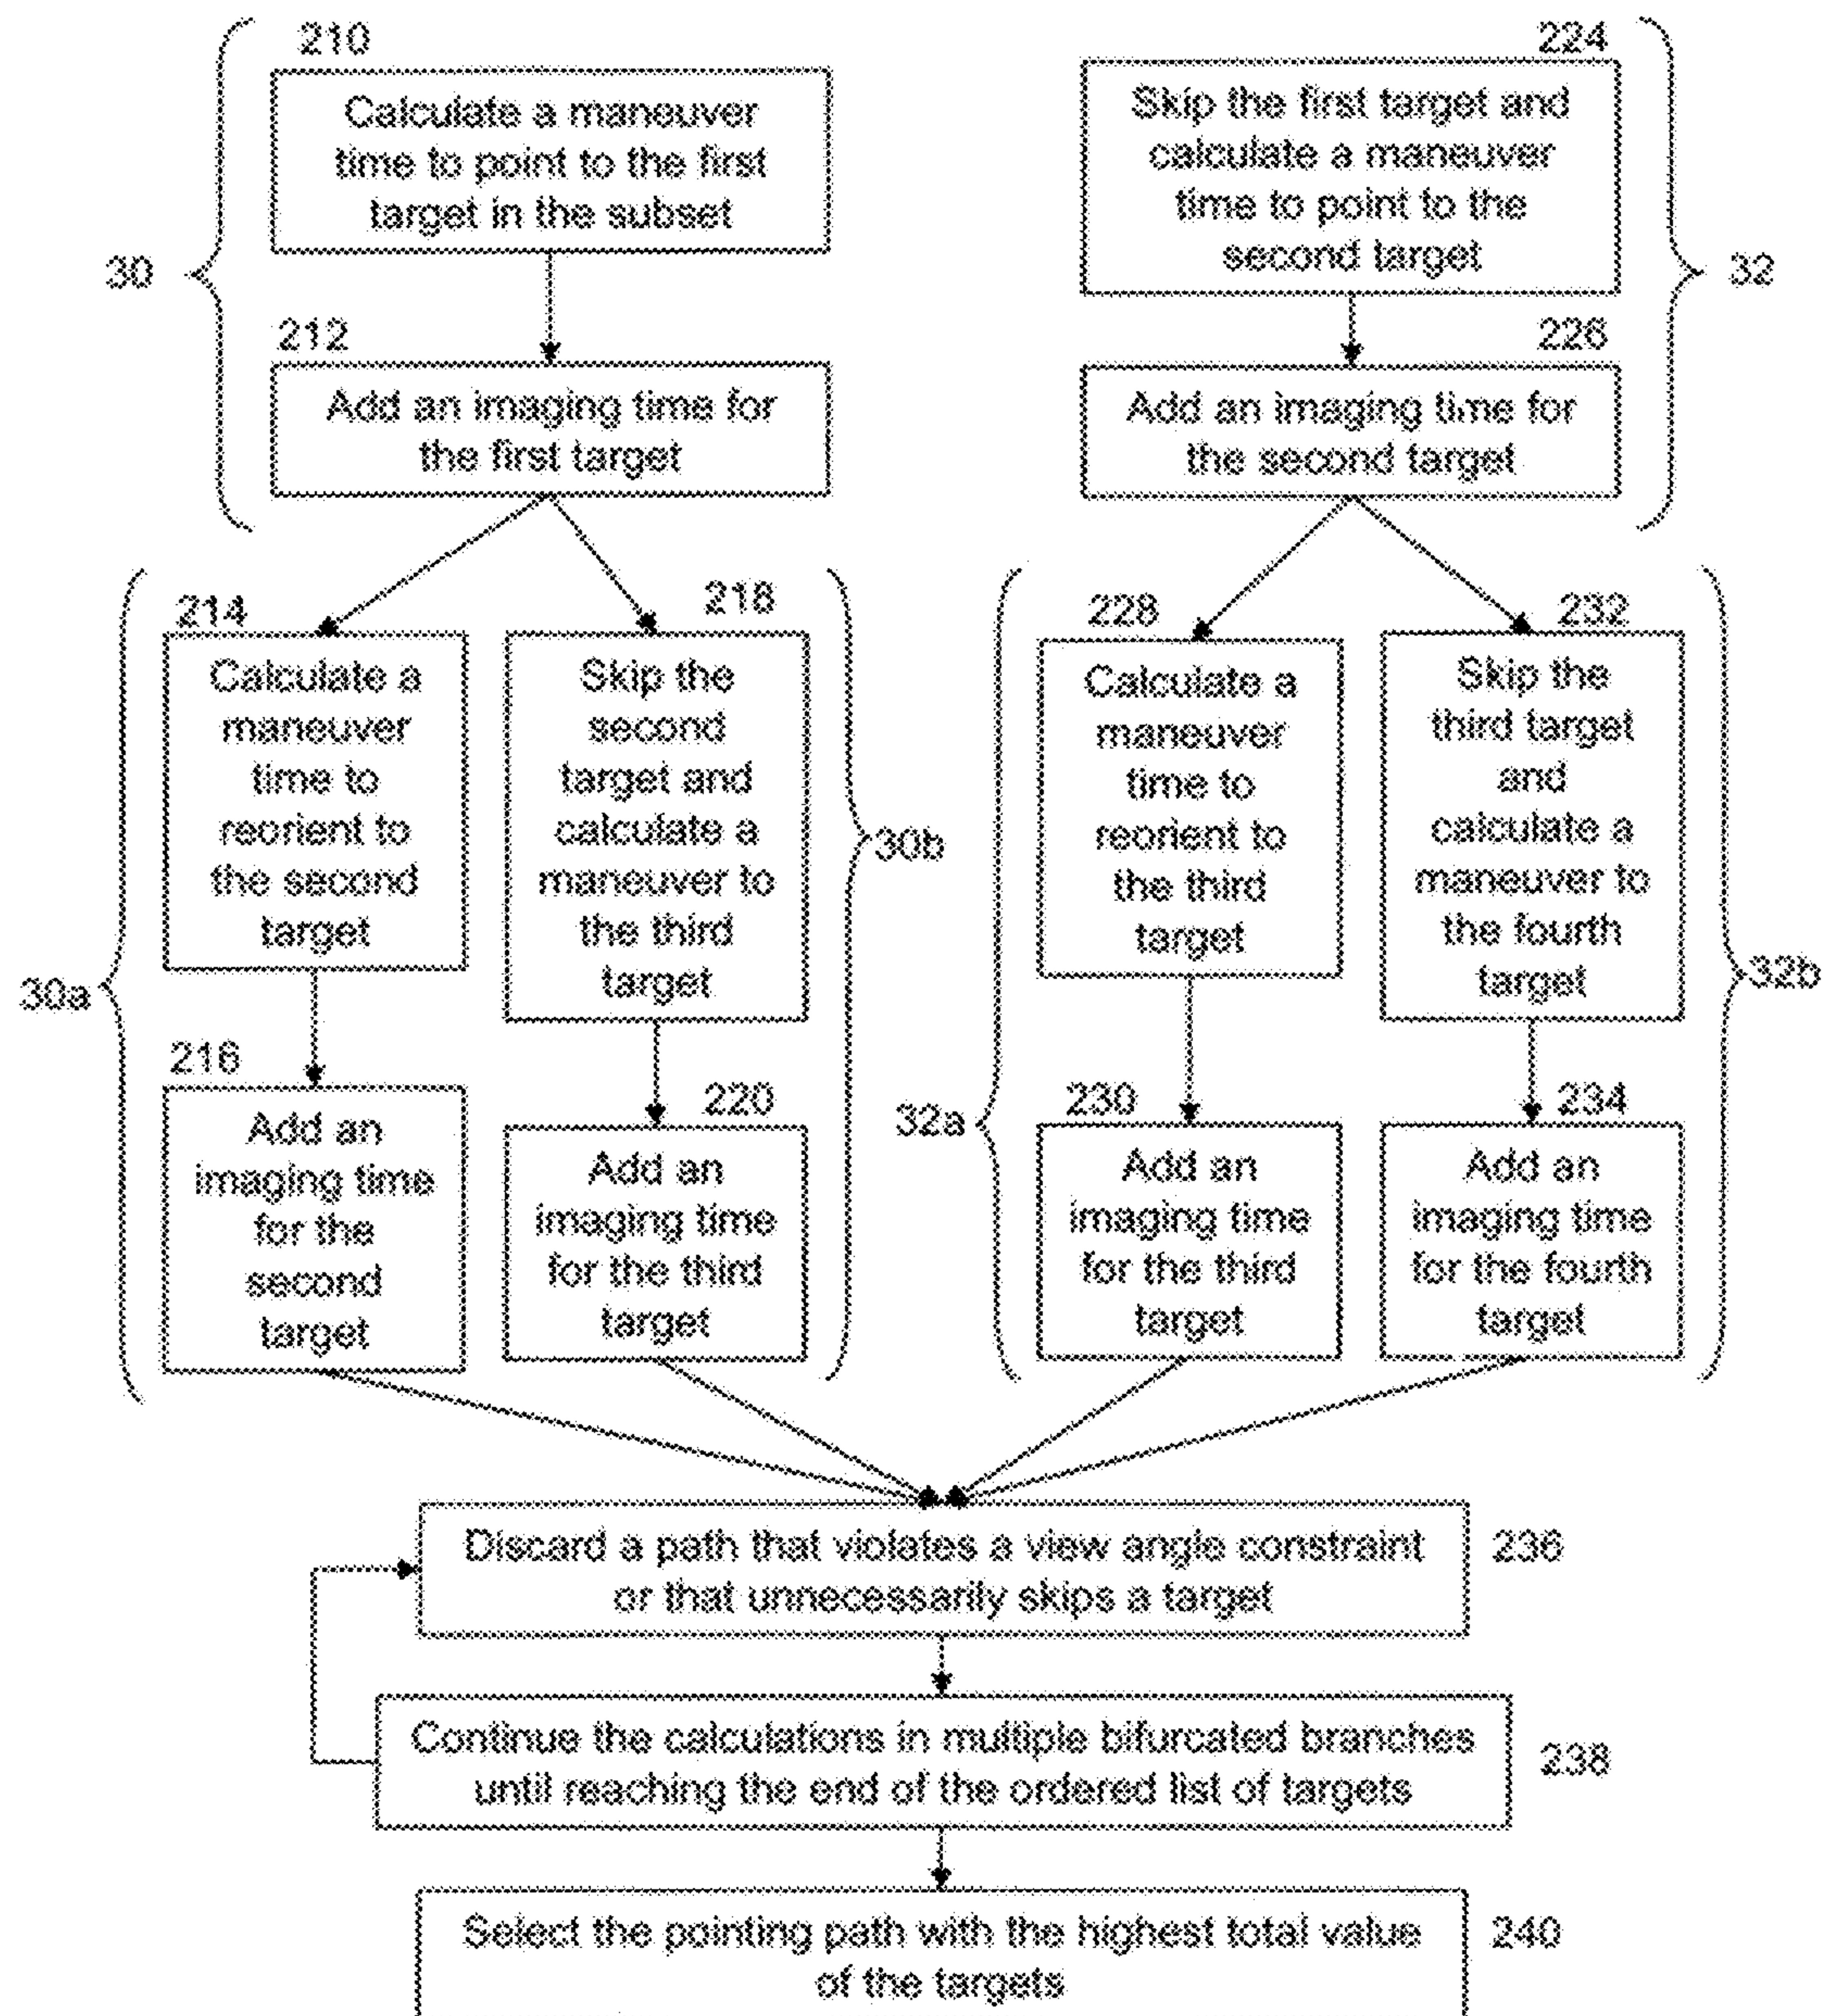 210
Calculate a maneuver
time to point to the first
target in the subset
30
212
Add an imaging time for
the first target
224
Skip the first target and
calculate a maneuver
time to point to the
second target
32
226
Add an imaging time for
the second target
214
Calculate a
maneuver
time to
reorient to
the second
target
30a
216
Add an
imaging time
for the
second
target
218
Skip the
second
target and
calculate a
maneuver to
the third
target
30b
220
Add an
imaging time
for the third
target
228
Calculate a
maneuver
time to
reorient to
the third
target
32a
230
Add an
imaging time
for the third
target
232
Skip the
third target
and
calculate a
maneuver to
the fourth
target
32b
234
Add an
imaging time
for the fourth
target
Discard a path that violates a view angle constraint
or that unnecessarily skips a target
236
Continue the calculations in multiple bifurcated branches
until reaching the end of the ordered list of targets
238
Select the pointing path with the highest total value
of the targets
240